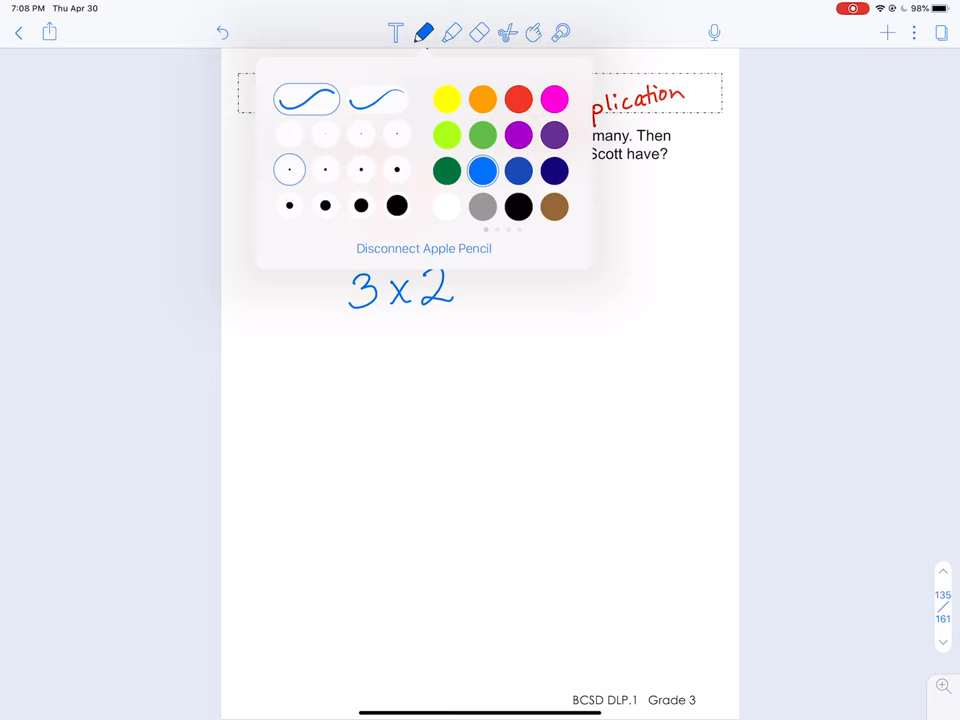 7:08 PM Thu Apr 30
98%
T
plication
many. Then
Scott have?
Disconnect Apple Pencil
3 x 2
135
161
BCSD DLP.1 Grade 3